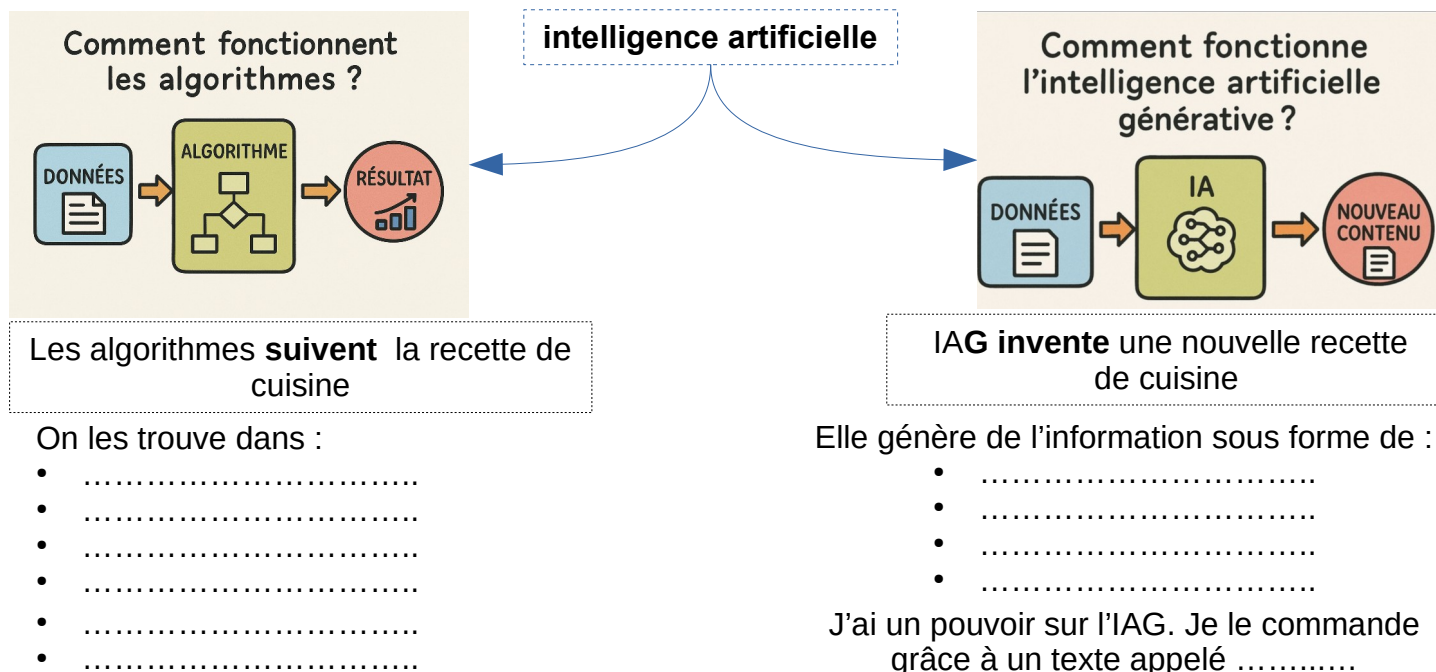 intelligence artificielle
Comment fonctionnent
les algorithmes ?
DONNÉES
ALGORITHME
RÉSULTAT
Les algorithmes suivent la recette de
cuisine
On les trouve dans :
• …………………………..
• …………………………..
• …………………………..
• …………………………..
• …………………………..
• …………………………..
Comment fonctionne
l’intelligence artificielle
générative ?
DONNÉES
IA
NOUVEAU
CONTENU
IAG invente une nouvelle recette
de cuisine
Elle génère de l’information sous forme de :
• …………………………..
• …………………………..
• …………………………..
• …………………………..
J’ai un pouvoir sur l’IAG. Je le commande
grâce à un texte appelé ……...…